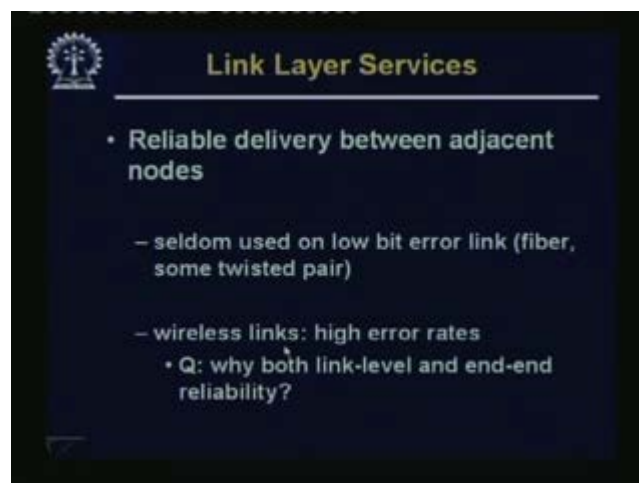 Link Layer Services
• Reliable delivery between adjacent
nodes
– seldom used on low bit error link (fiber,
some twisted pair)
– wireless links: high error rates
• Q: why both link-level and end-end
reliability?